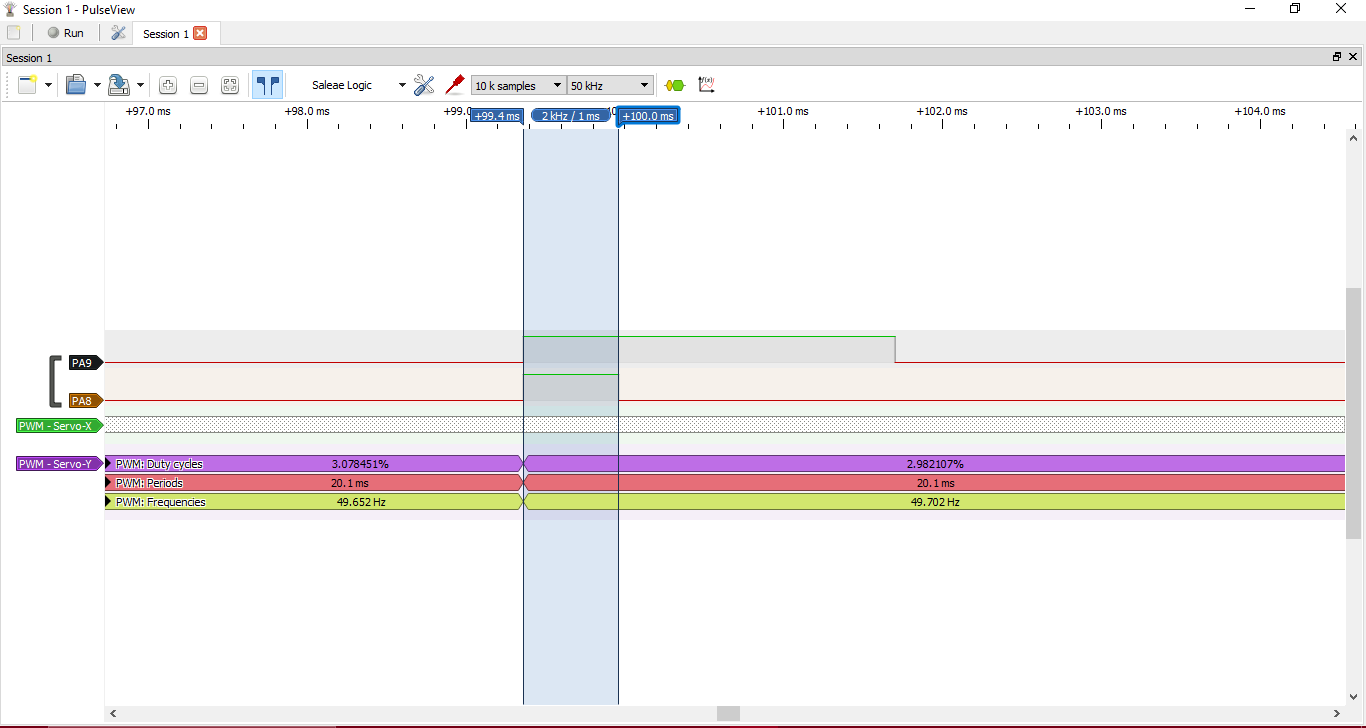 Session 1 - PulseView
Run
Session 1
Session 1
Saleae Logic
10 k samples
50 kHz
+97.0 ms +98.0 ms +99.0 +101.0 ms +102.0 ms +103.0 ms +104.0 ms
+99.4 ms 2 kHz / 1 ms +100.0 ms
PA9
PA8
PWM - Servo-X
PWM - Servo-Y PWM: Duty cycles 3.078451% 2.982107%
PWM: Periods 20.1 ms 20.1 ms
PWM: Frequencies 49.652 Hz 49.702 Hz